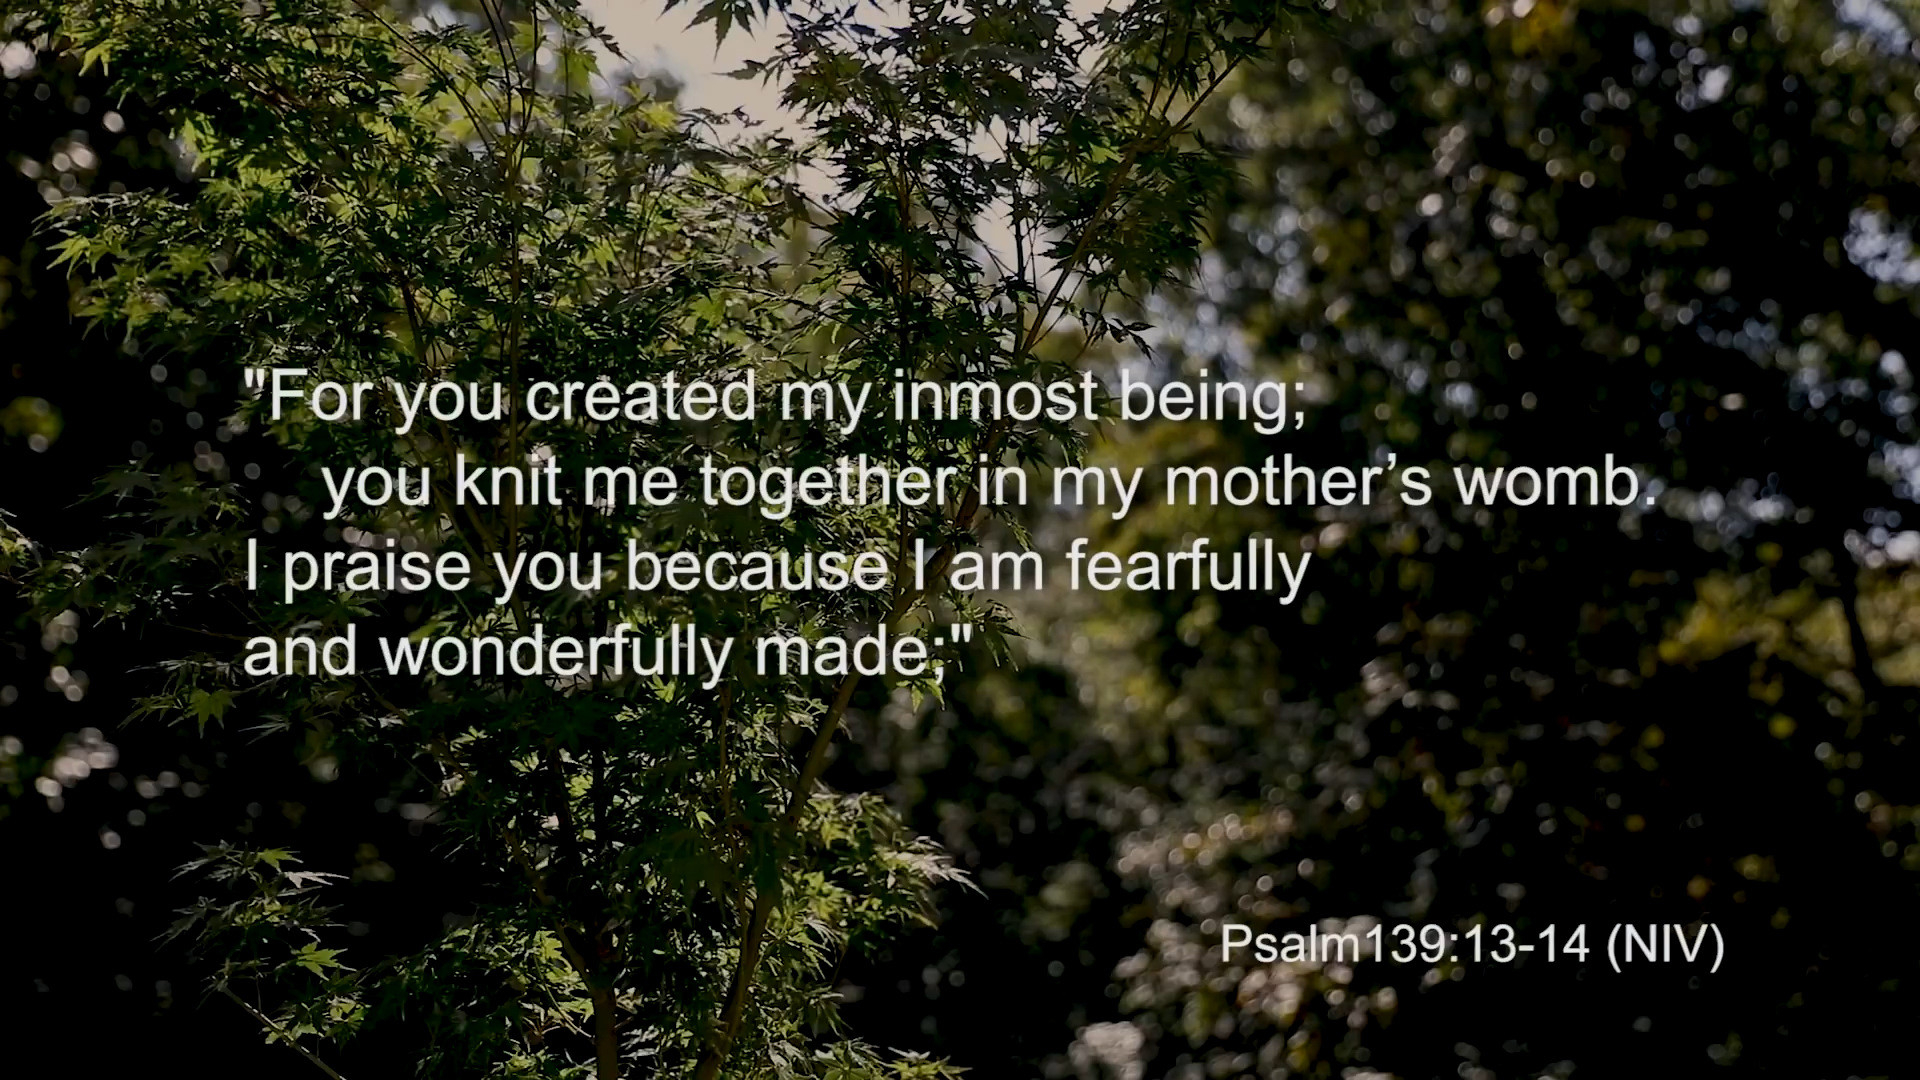 "For you created my inmost being;
you knit me together in my mother’s womb.
I praise you because I am fearfully
and wonderfully made;"
Psalm139:13-14 (NIV)